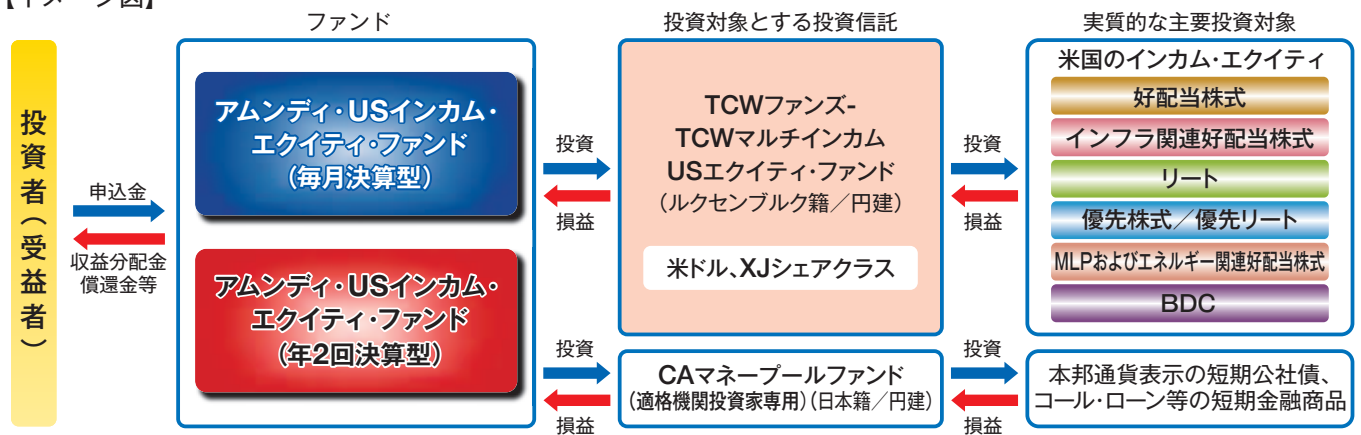 【イメージ図】
ファンド
投資対象とする投資信託
実質的な主要投資対象
投資者（受益者）
申込金
収益分配金
償還金等
アムンディ・USインカム・
エクイティ・ファンド
（毎月決算型）
アムンディ・USインカム・
エクイティ・ファンド
（年2回決算型）
投資
損益
投資
損益
TCWファンズ-
TCWマルチインカム
USエクイティ・ファンド
（ルクセンブルク籍／円建）
米ドル、XJシェアクラス
CAマネープールファンド
（適格機関投資家専用）（日本籍／円建）
投資
損益
投資
損益
米国のインカム・エクイティ
好配当株式
インフラ関連好配当株式
リート
優先株式／優先リート
MLPおよびエネルギー関連好配当株式
BDC
本邦通貨表示の短期公社債、
コール・ローン等の短期金融商品